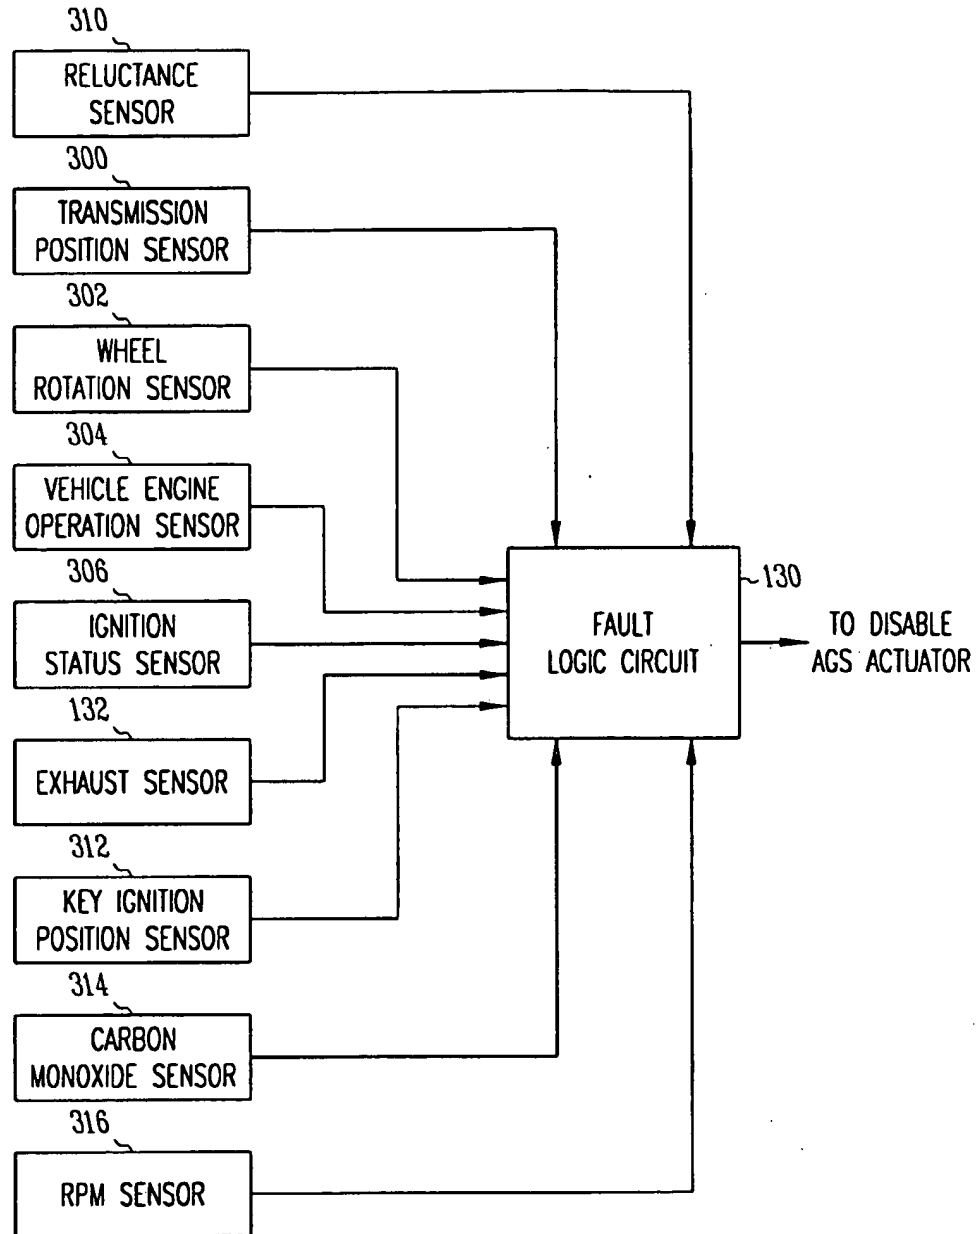 310
RELUCTANCE
SENSOR
300
TRANSMISSION
POSITION SENSOR
302
WHEEL
ROTATION SENSOR
304
VEHICLE ENGINE
OPERATION SENSOR
306
IGNITION
STATUS SENSOR
132
EXHAUST SENSOR
312
KEY IGNITION
POSITION SENSOR
314
CARBON
MONOXIDE SENSOR
316
RPM SENSOR
130
FAULT
LOGIC CIRCUIT
TO DISABLE
AGS ACTUATOR